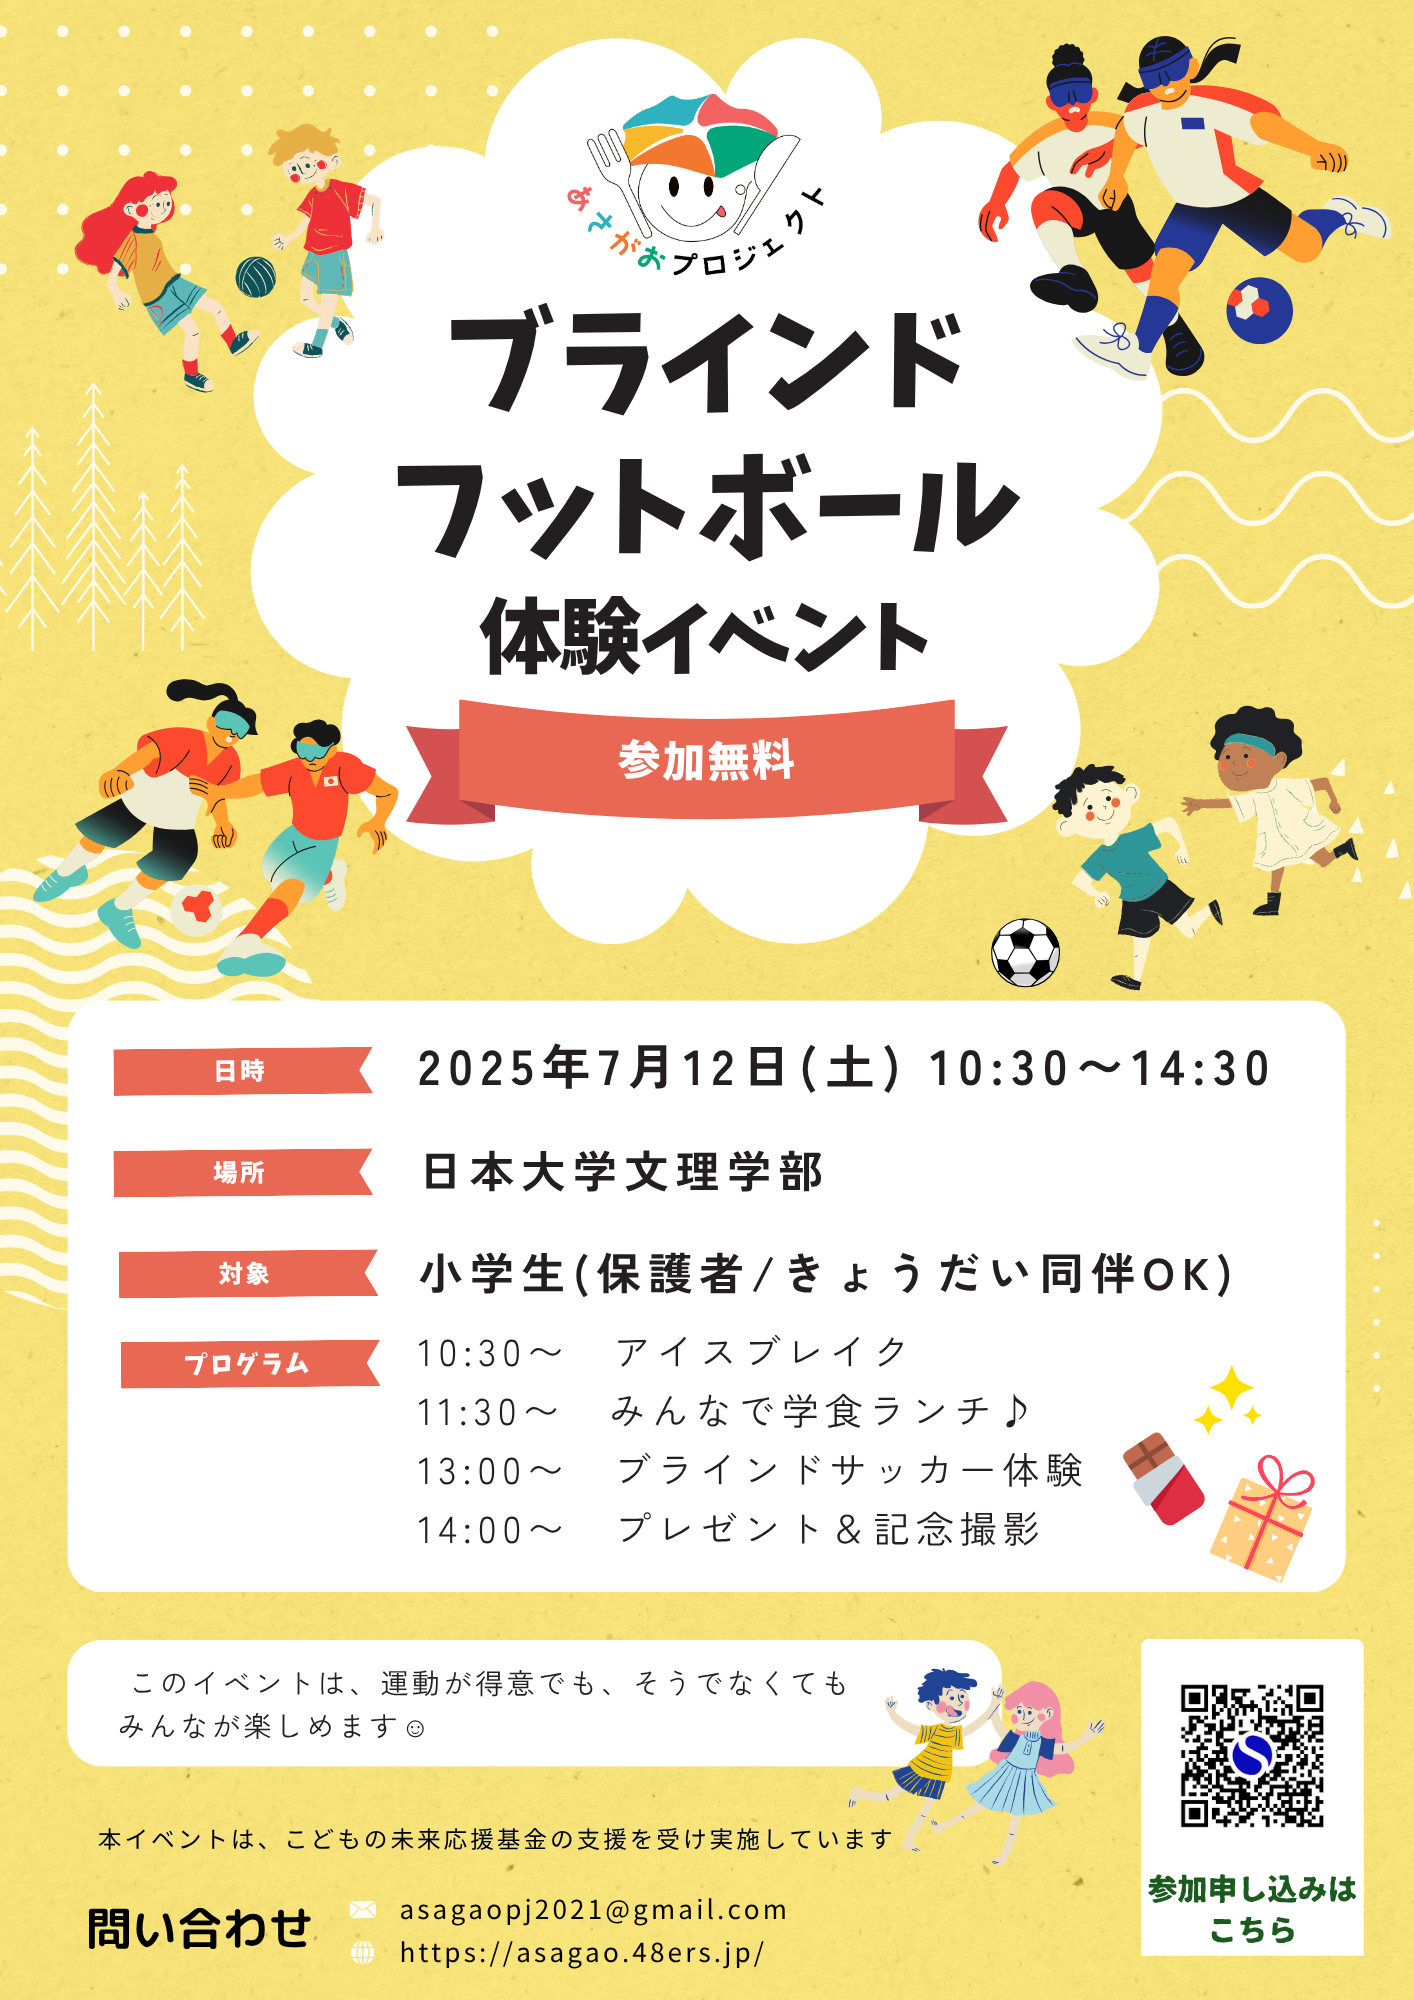 あさがおプロジェクト
ブラインド
フットボール
体験イベント
参加無料
日時
2025年7月12日(土) 10:30～14:30
場所
日本大学文理学部
対象
小学生(保護者/きょうだい同伴OK)
プログラム
10:30～ アイスブレイク
11:30～ みんなで学食ランチ♪
13:00～ ブラインドサッカー体験
14:00～ プレゼント＆記念撮影
このイベントは、運動が得意でも、そうでなくても
みんなが楽しめます☺
本イベントは、こどもの未来応援基金の支援を受け実施しています
問い合わせ
asagaopj2021@gmail.com
https://asagao.48ers.jp/
参加申し込みは
こちら